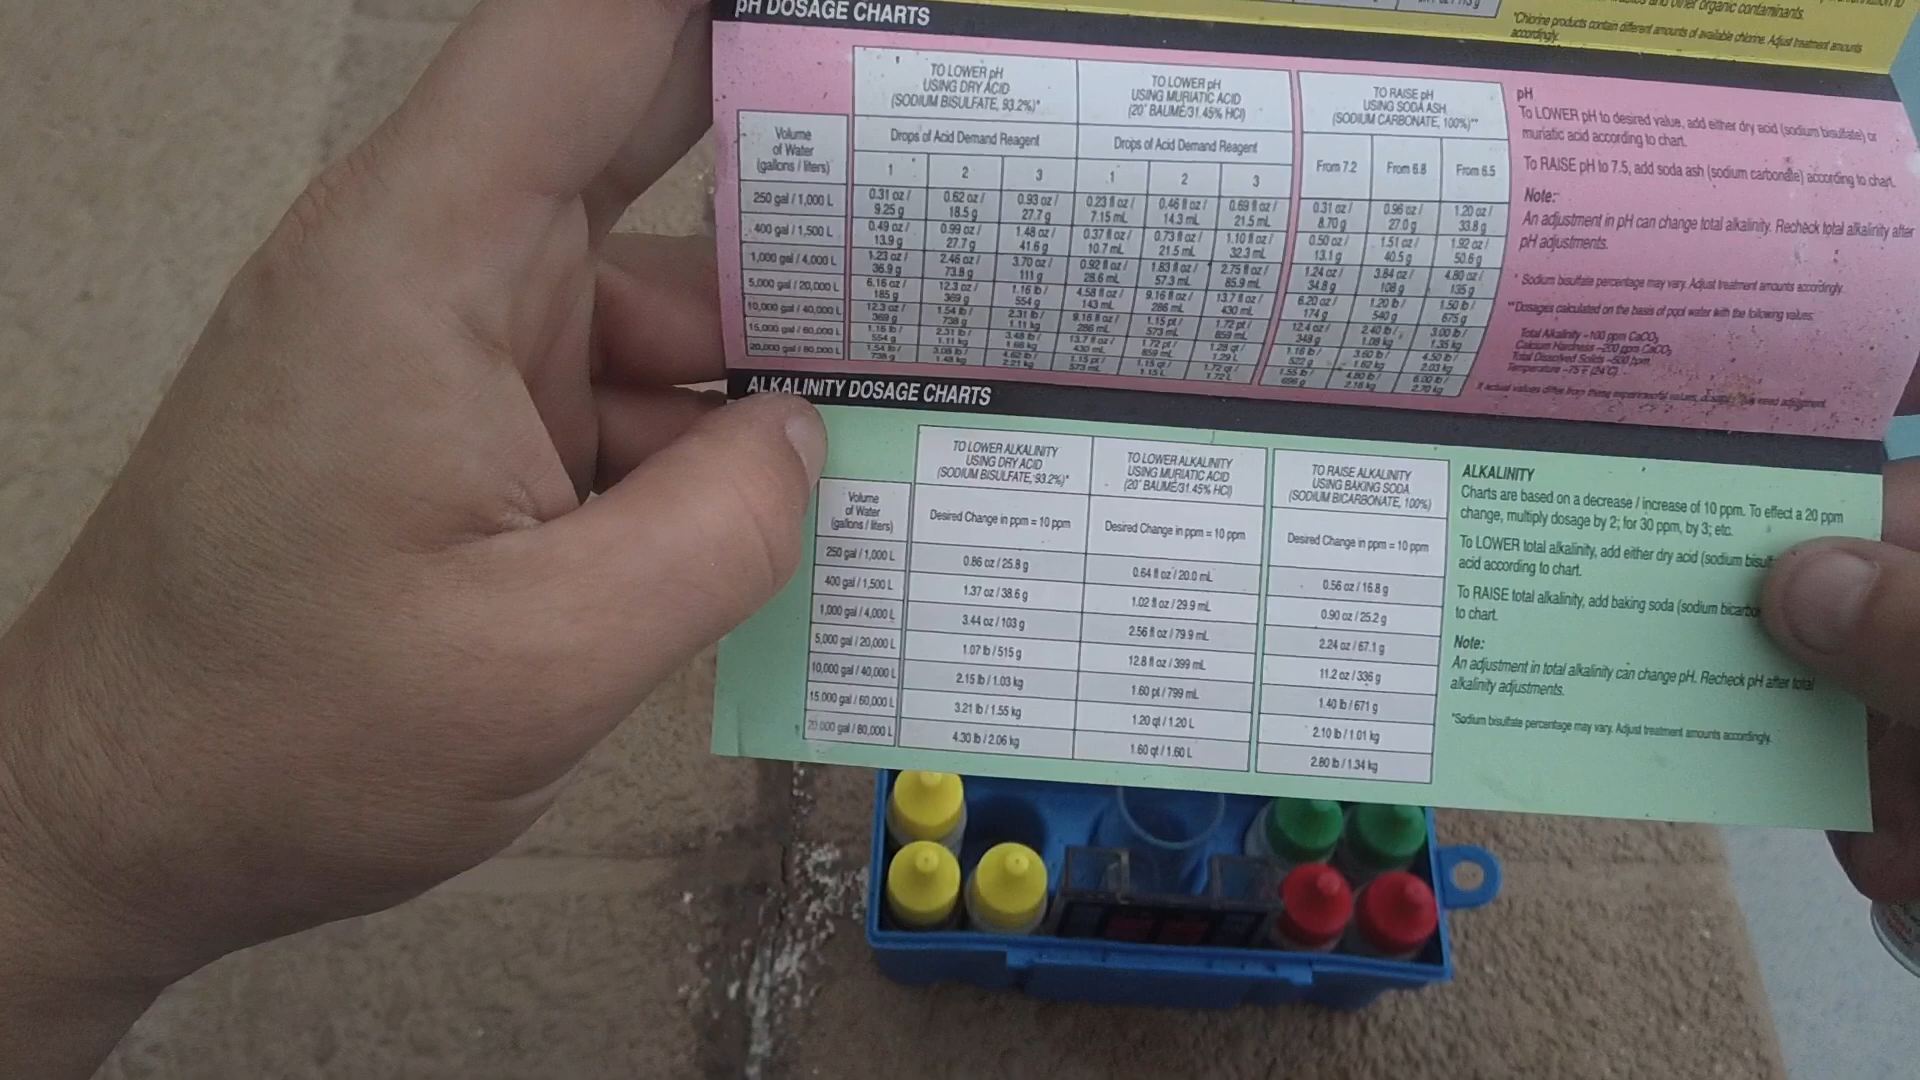 and other organic contaminants.
*Chlorine products contain different amounts of available chlorine. Adjust treatment amounts
accordingly.
pH DOSAGE CHARTS
TO LOWER pH
USING DRY ACID
(SODIUM BISULFATE, 93.2%)*
TO LOWER pH
USING MURIATIC ACID
(20˚ BAUMÉ/31.45% HCl)
TO RAISE pH
USING SODA ASH
(SODIUM CARBONATE, 100%)**
Volume
of Water
(gallons / liters)
Drops of Acid Demand Reagent
Drops of Acid Demand Reagent
1 2 3 1 2 3 From 7.2 From 6.8 From 6.5
250 gal / 1,000 L 0.31 oz / 0.62 oz / 0.93 oz / 0.23 fl oz / 0.46 fl oz / 0.69 fl oz / 0.31 oz / 0.96 oz / 1.20 oz /
9.25 g 18.5 g 27.7 g 7.15 mL 14.3 mL 21.5 mL 8.70 g 27.0 g 33.8 g
400 gal / 1,500 L 0.49 oz / 0.99 oz / 1.48 oz / 0.37 fl oz / 0.73 fl oz / 1.10 fl oz / 0.50 oz / 1.51 oz / 1.92 oz /
13.9 g 27.7 g 41.6 g 10.7 mL 21.5 mL 32.3 mL 13.1 g 40.5 g 50.6 g
1,000 gal / 4,000 L 1.23 oz / 2.46 oz / 3.70 oz / 0.92 fl oz / 1.83 fl oz / 2.75 fl oz / 1.24 oz / 3.84 oz / 4.80 oz /
36.9 g 73.8 g 111 g 28.6 mL 57.3 mL 85.9 mL 34.8 g 108 g 135 g
5,000 gal / 20,000 L 6.16 oz / 12.3 oz / 1.16 lb / 4.58 fl oz / 9.16 fl oz / 13.7 fl oz / 6.20 oz / 1.20 lb / 1.50 lb /
185 g 369 g 554 g 143 mL 286 mL 430 mL 174 g 540 g 675 g
10,000 gal / 40,000 L 12.3 oz / 1.54 lb / 2.31 lb / 9.16 fl oz / 1.15 pt / 1.72 pt / 12.4 oz / 2.40 lb / 3.00 lb /
369 g 738 g 1.11 kg 286 mL 573 mL 859 mL 348 g 1.08 kg 1.35 kg
15,000 gal / 60,000 L 1.16 lb / 2.31 lb / 3.48 lb / 13.7 fl oz / 1.72 pt / 1.28 qt / 1.16 lb / 3.60 lb / 4.50 lb /
554 g 1.11 kg 1.66 kg 430 mL 859 mL 1.29 L 522 g 1.62 kg 2.03 kg
20,000 gal / 80,000 L 1.54 lb / 3.08 lb / 4.62 lb / 1.15 pt / 1.15 qt / 1.72 qt / 1.55 lb / 4.80 lb / 6.00 lb /
738 g 1.48 kg 2.21 kg 573 mL 1.15 L 1.72 L 696 g 2.16 kg 2.70 kg
pH
To LOWER pH to desired value, add either dry acid (sodium bisulfate) or
muriatic acid according to chart.
To RAISE pH to 7.5, add soda ash (sodium carbonate) according to chart.
Note:
An adjustment in pH can change total alkalinity. Recheck total alkalinity after
pH adjustments.
* Sodium bisulfate percentage may vary. Adjust treatment amounts accordingly.
**Dosages calculated on the basis of pool water with the following values:
Total Alkalinity –100 ppm CaCO3
Calcium Hardness –200 ppm CaCO3
Total Dissolved Solids –500 ppm
Temperature –75˚F (24˚C)
If actual values differ from these experimental values, need adjustment.
ALKALINITY DOSAGE CHARTS
TO LOWER ALKALINITY
USING DRY ACID
(SODIUM BISULFATE, 93.2%)*
TO LOWER ALKALINITY
USING MURIATIC ACID
(20˚ BAUMÉ/31.45% HCl)
TO RAISE ALKALINITY
USING BAKING SODA
(SODIUM BICARBONATE, 100%)
Volume
of Water
(gallons / liters)
Desired Change in ppm = 10 ppm
Desired Change in ppm = 10 ppm
Desired Change in ppm = 10 ppm
250 gal / 1,000 L 0.86 oz / 25.8 g 0.64 fl oz / 20.0 mL 0.56 oz / 16.8 g
400 gal / 1,500 L 1.37 oz / 38.6 g 1.02 fl oz / 29.9 mL 0.90 oz / 25.2 g
1,000 gal / 4,000 L 3.44 oz / 103 g 2.56 fl oz / 79.9 mL 2.24 oz / 67.1 g
5,000 gal / 20,000 L 1.07 lb / 515 g 12.8 fl oz / 399 mL 11.2 oz / 336 g
10,000 gal / 40,000 L 2.15 lb / 1.03 kg 1.60 pt / 799 mL 1.40 lb / 671 g
15,000 gal / 60,000 L 3.21 lb / 1.55 kg 1.20 qt / 1.20 L 2.10 lb / 1.01 kg
20,000 gal / 80,000 L 4.30 lb / 2.06 kg 1.60 qt / 1.60 L 2.80 lb / 1.34 kg
ALKALINITY
Charts are based on a decrease / increase of 10 ppm. To effect a 20 ppm
change, multiply dosage by 2; for 30 ppm, by 3; etc.
To LOWER total alkalinity, add either dry acid (sodium bisulf
acid according to chart.
To RAISE total alkalinity, add baking soda (sodium bicarbo
to chart.
Note:
An adjustment in total alkalinity can change pH. Recheck pH after total
alkalinity adjustments.
*Sodium bisulfate percentage may vary. Adjust treatment amounts accordingly.